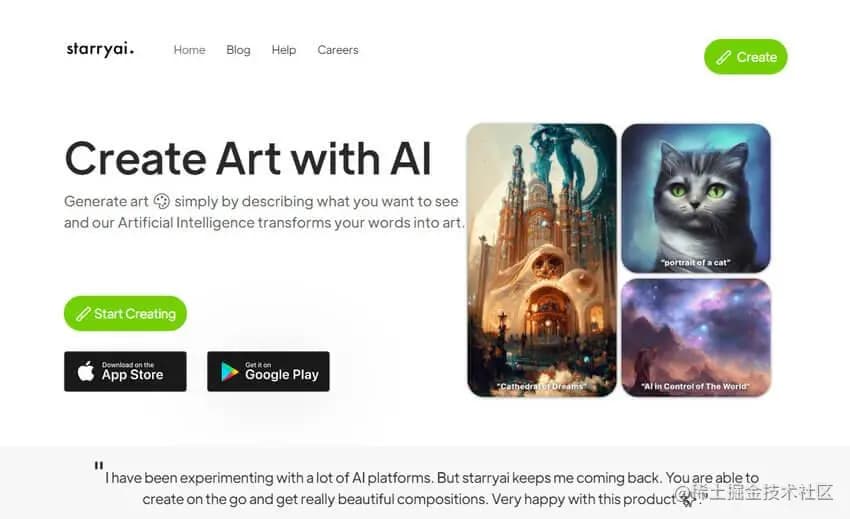 starryai.
Home Blog Help Careers
Create
Create Art with AI
Generate art 🎨 simply by describing what you want to see
and our Artificial Intelligence transforms your words into art.
Start Creating
Download on the
App Store
Get it on
Google Play
"Cathedral of Dreams"
"portrait of a cat"
"AI in Control of The World"
"I have been experimenting with a lot of AI platforms. But starryai keeps me coming back. You are able to
create on the go and get really beautiful compositions. Very happy with this product ✨."
@稀土掘金技术社区